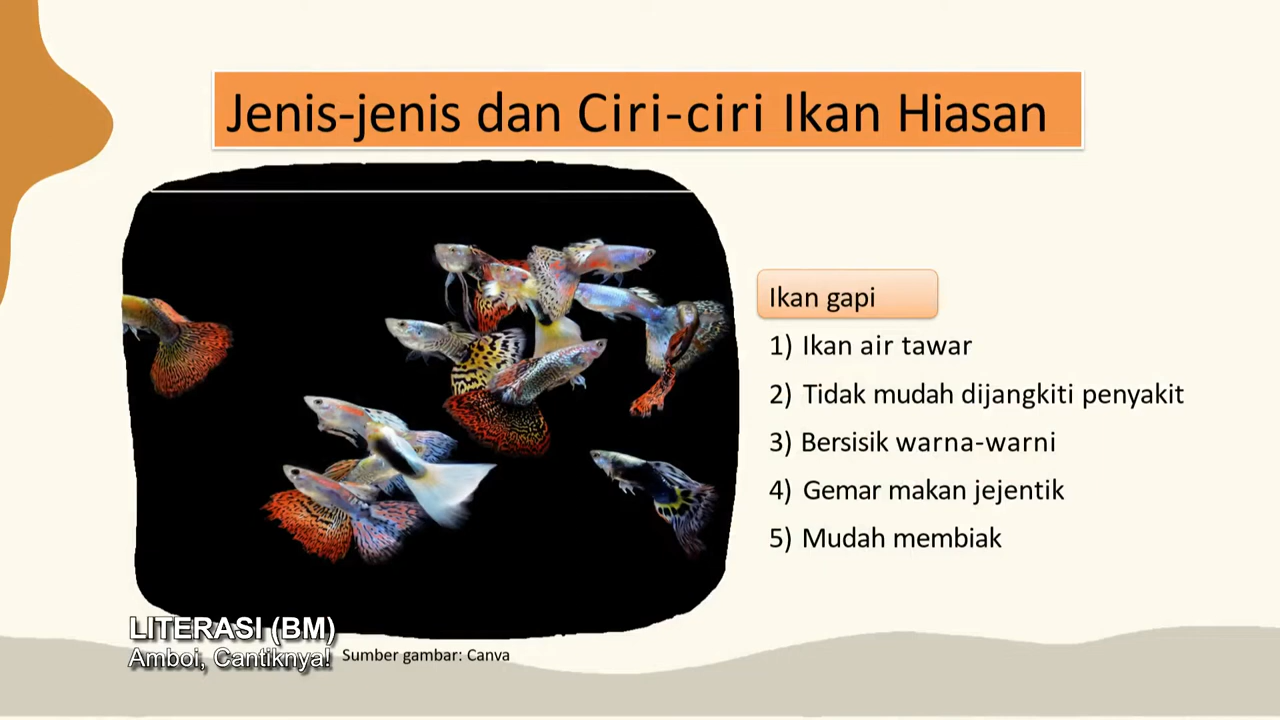 Jenis-jenis dan Ciri-ciri Ikan Hiasan
Ikan gapi
1) Ikan air tawar
2) Tidak mudah dijangkiti penyakit
3) Bersisik warna-warni
4) Gemar makan jejentik
5) Mudah membiak
LITERASI (BM)
Amboi, Cantiknya!
Sumber gambar: Canva